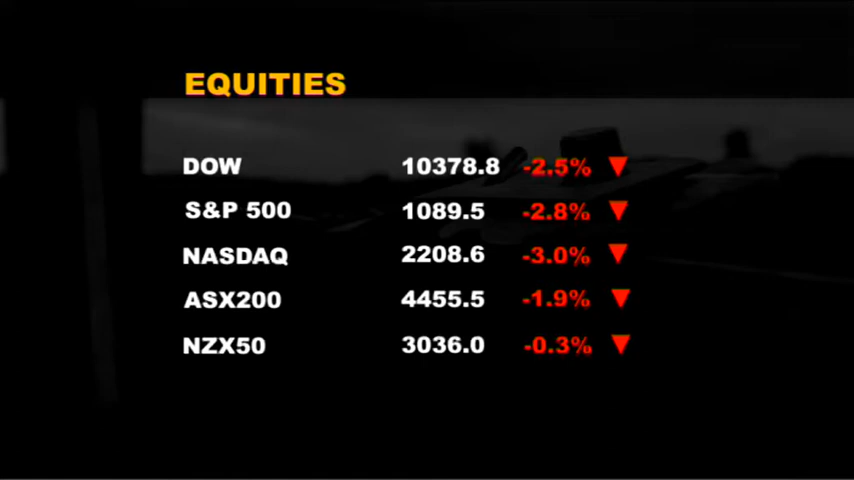 EQUITIES
DOW 10378.8 -2.5% ▼
S&P 500 1089.5 -2.8% ▼
NASDAQ 2208.6 -3.0% ▼
ASX200 4455.5 -1.9% ▼
NZX50 3036.0 -0.3% ▼